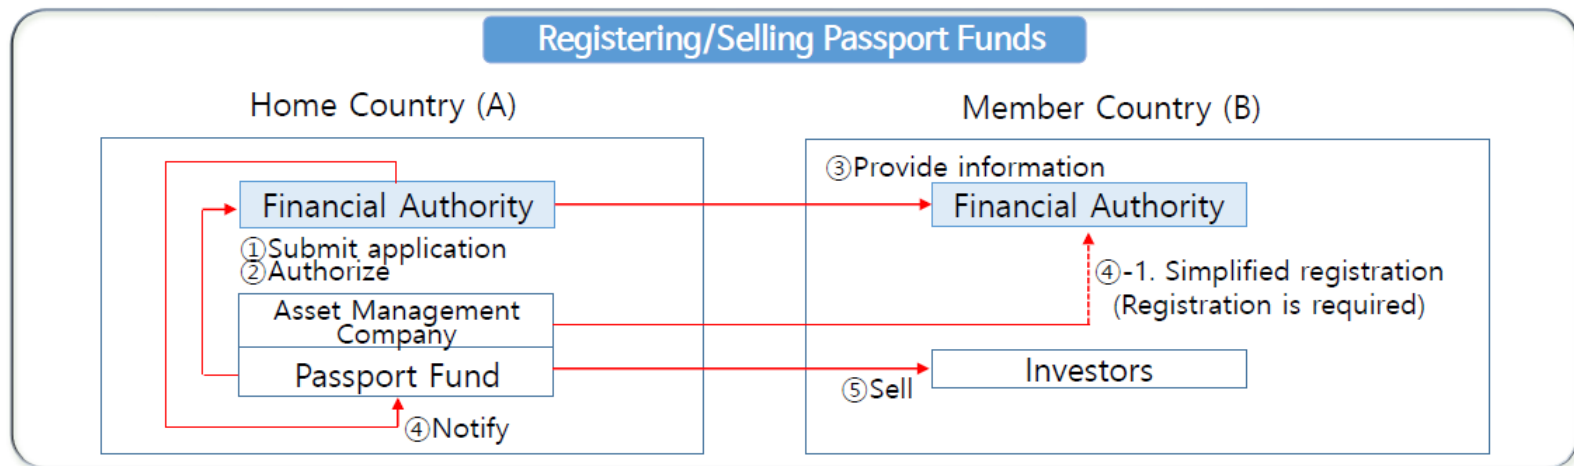 Registering/Selling Passport Funds
Home Country (A)
Member Country (B)
③Provide information
Financial Authority
Financial Authority
①Submit application
②Authorize
④-1. Simplified registration
(Registration is required)
Asset Management
Company
Passport Fund
Investors
⑤Sell
④Notify